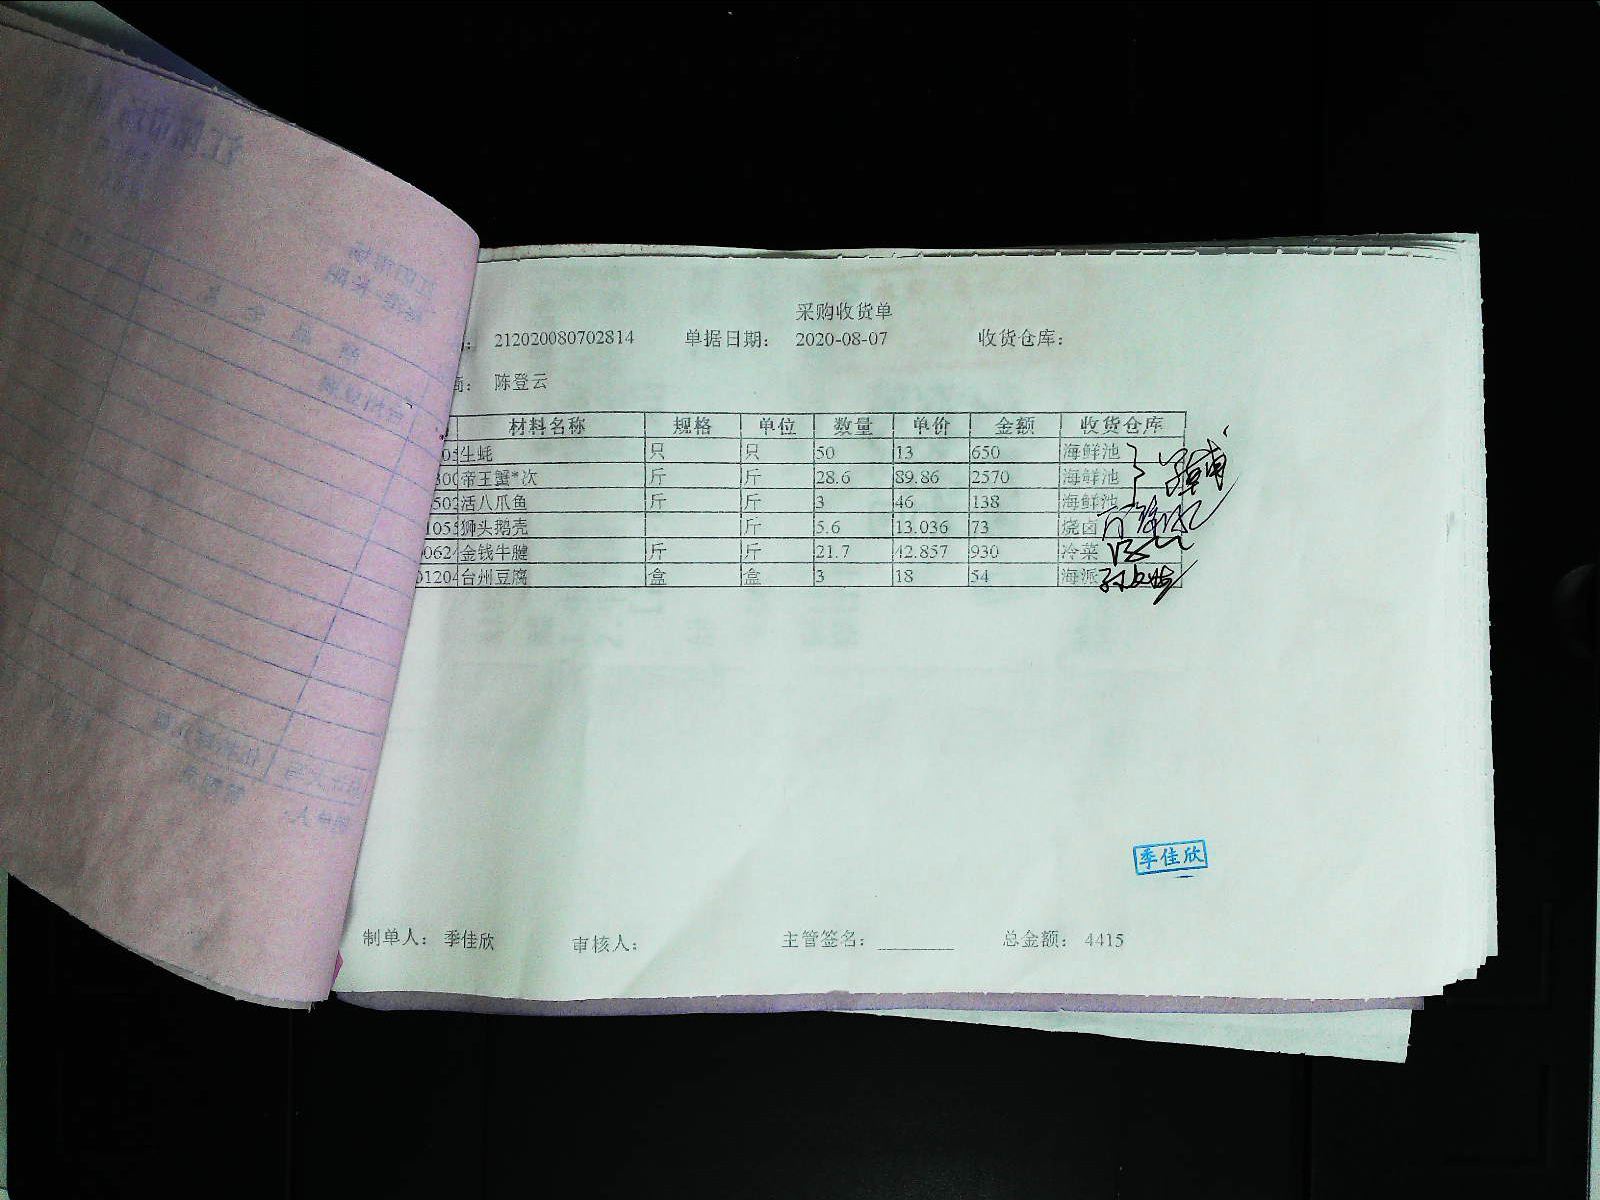 采购收货单
212020080702814 单据日期： 2020-08-07 收货仓库：
陈登云
材料名称 规格 单位 数量 单价 金额 收货仓库
生蚝 只 只 50 13 650 海鲜池
帝王蟹*次 斤 斤 28.6 89.86 2570 海鲜池
活八爪鱼 斤 斤 3 46 138 海鲜池
狮头鹅壳 斤 5.6 13.036 73 烧卤
金钱牛腱 斤 斤 21.7 42.857 930 冷菜
台州豆腐 盒 盒 3 18 54 海派
季佳欣
制单人： 季佳欣 审核人： 主管签名： 总金额： 4415